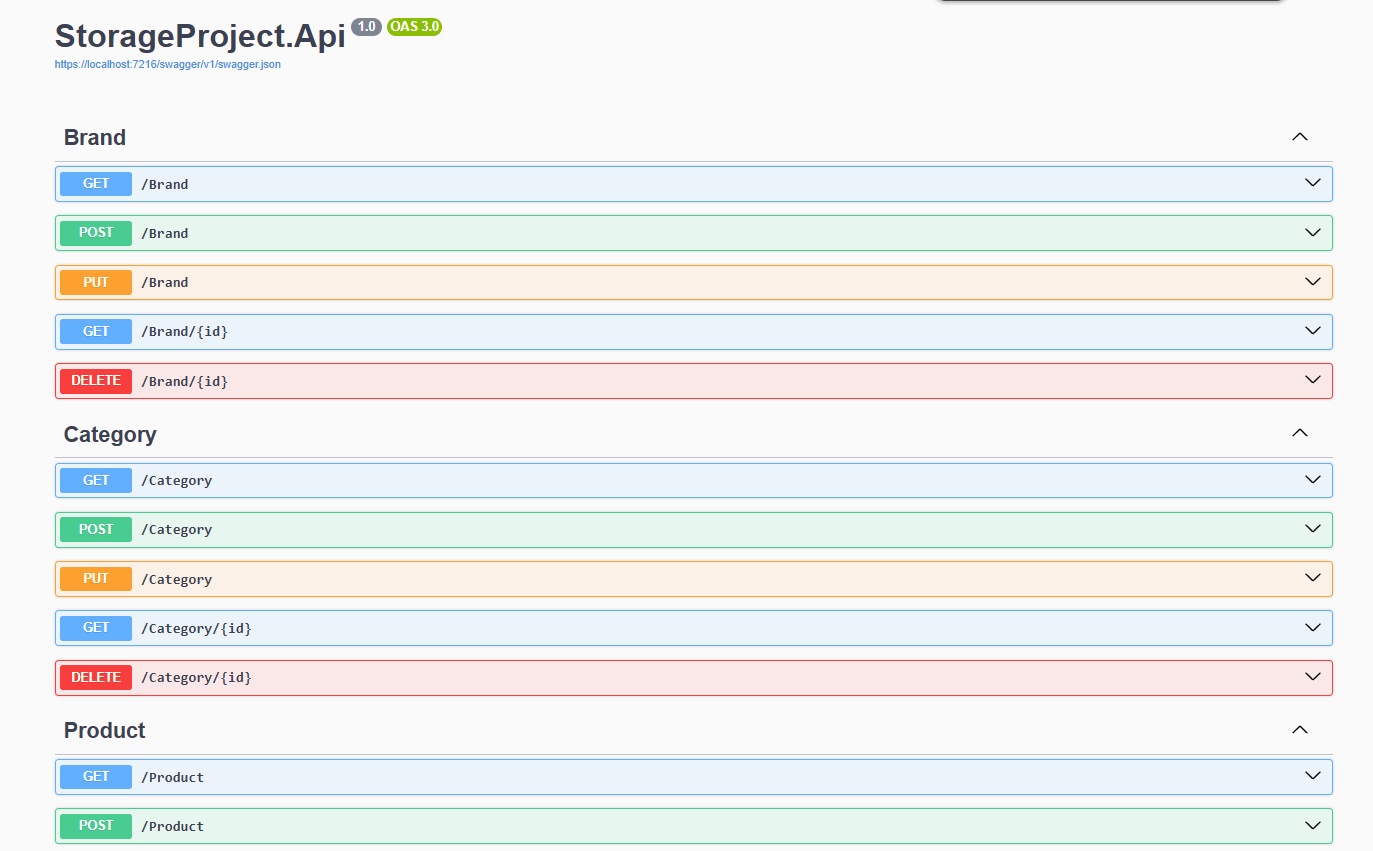 StorageProject.Api 1.0 OAS 3.0
https://localhost:7216/swagger/v1/swagger.json
Brand
GET /Brand
POST /Brand
PUT /Brand
GET /Brand/{id}
DELETE /Brand/{id}
Category
GET /Category
POST /Category
PUT /Category
GET /Category/{id}
DELETE /Category/{id}
Product
GET /Product
POST /Product